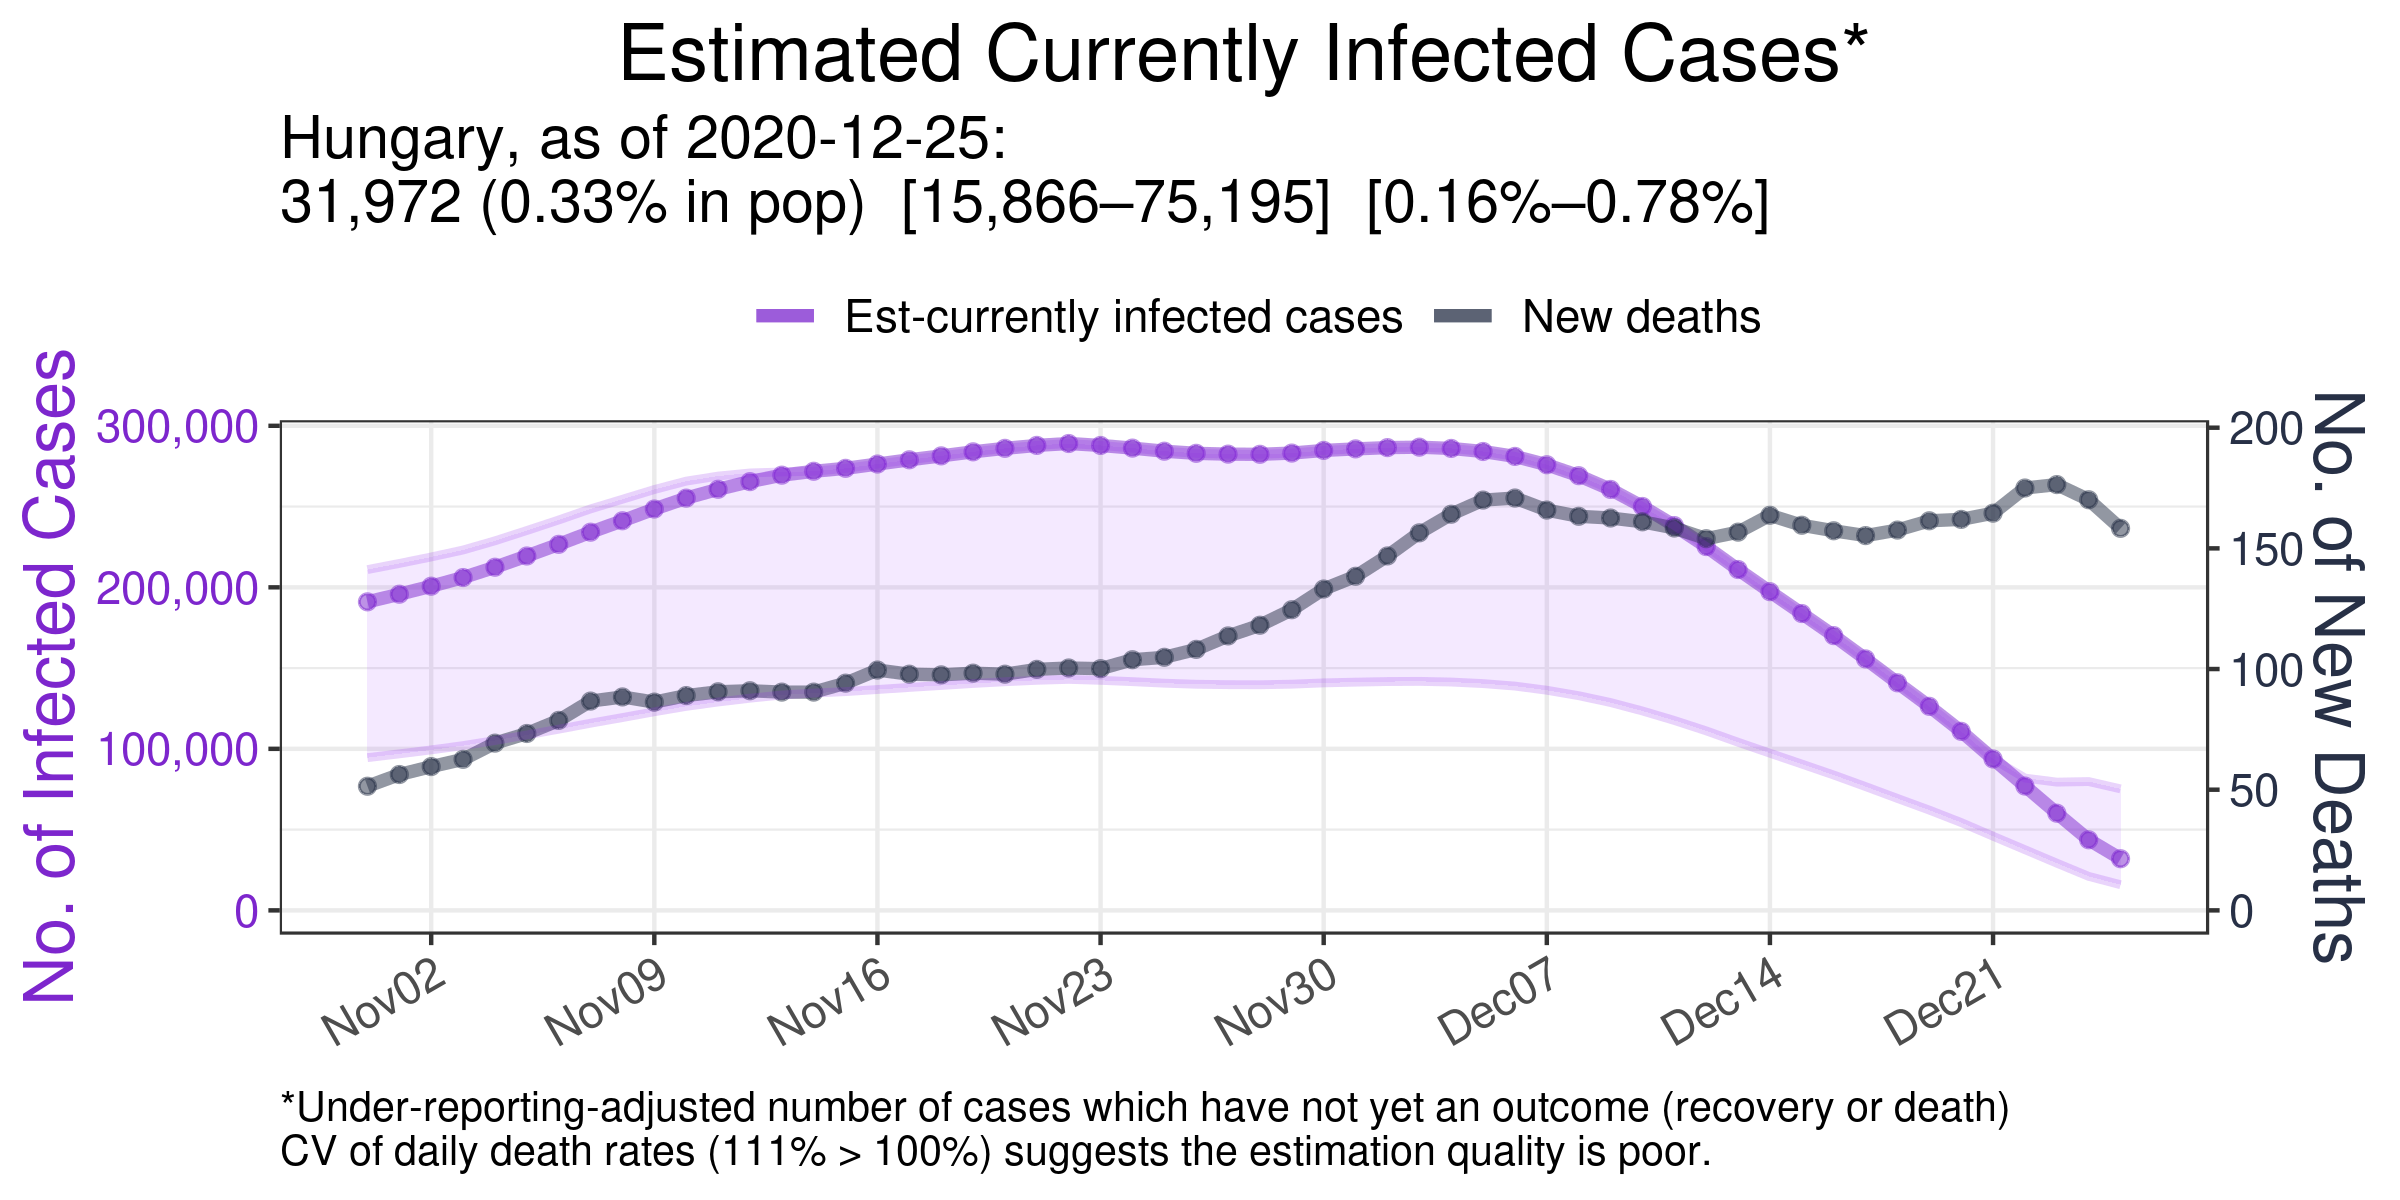 Estimated Currently Infected Cases*
Hungary, as of 2020-12-25:
31,972 (0.33% in pop)  [15,866–75,195]  [0.16%–0.78%]
Est-currently infected cases
New deaths
No. of Infected Cases
300,000
200,000
100,000
0
200
150
100
50
0
No. of New Deaths
Nov02
Nov09
Nov16
Nov23
Nov30
Dec07
Dec14
Dec21
*Under-reporting-adjusted number of cases which have not yet an outcome (recovery or death)
CV of daily death rates (111% > 100%) suggests the estimation quality is poor.